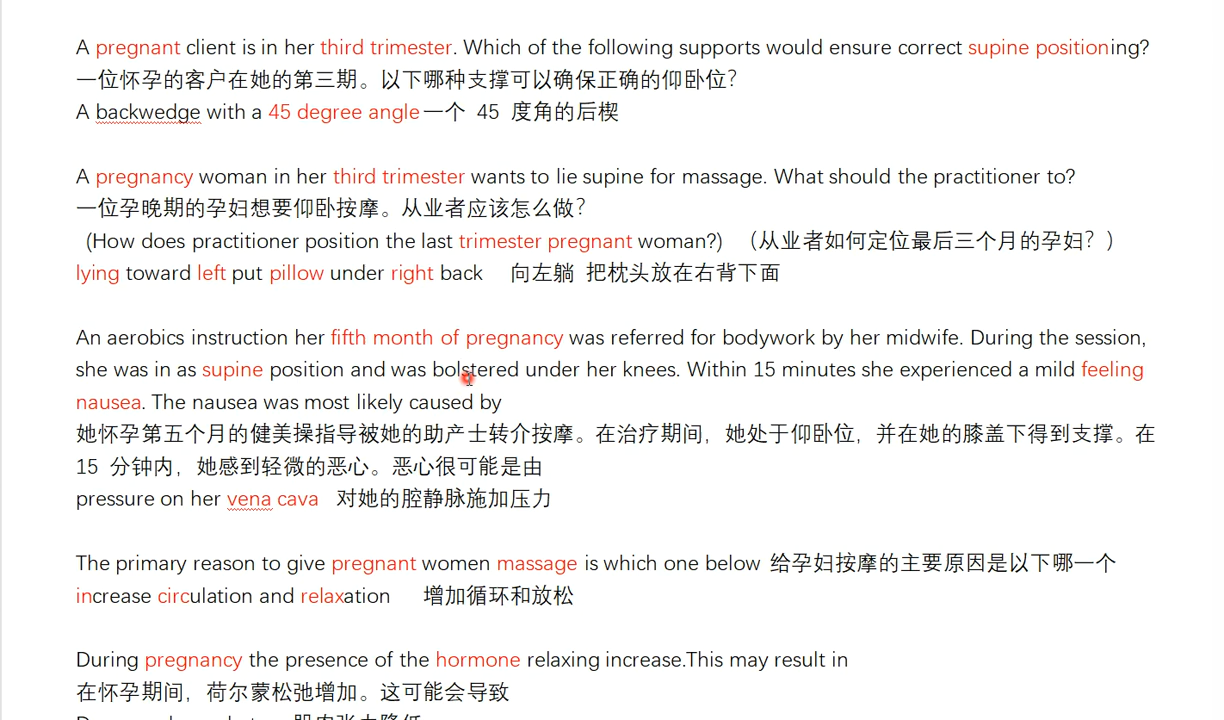 A pregnant client is in her third trimester. Which of the following supports would ensure correct supine positioning?
一位怀孕的客户在她的第三期。以下哪种支撑可以确保正确的仰卧位？
A backwedge with a 45 degree angle 一个 45 度角的后楔
A pregnancy woman in her third trimester wants to lie supine for massage. What should the practitioner to?
一位孕晚期的孕妇想要仰卧按摩。从业者应该怎么做？
(How does practitioner position the last trimester pregnant woman?) （从业者如何定位最后三个月的孕妇？）
lying toward left put pillow under right back 向左躺 把枕头放在右背下面
An aerobics instruction her fifth month of pregnancy was referred for bodywork by her midwife. During the session,
she was in as supine position and was bolstered under her knees. Within 15 minutes she experienced a mild feeling
nausea. The nausea was most likely caused by
她怀孕第五个月的健美操指导被她的助产士转介按摩。在治疗期间，她处于仰卧位，并在她的膝盖下得到支撑。在
15 分钟内，她感到轻微的恶心。恶心很可能是由
pressure on her vena cava 对她的腔静脉施加压力
The primary reason to give pregnant women massage is which one below 给孕妇按摩的主要原因是以下哪一个
increase circulation and relaxation 增加循环和放松
During pregnancy the presence of the hormone relaxing increase.This may result in
在怀孕期间，荷尔蒙松弛增加。这可能会导致